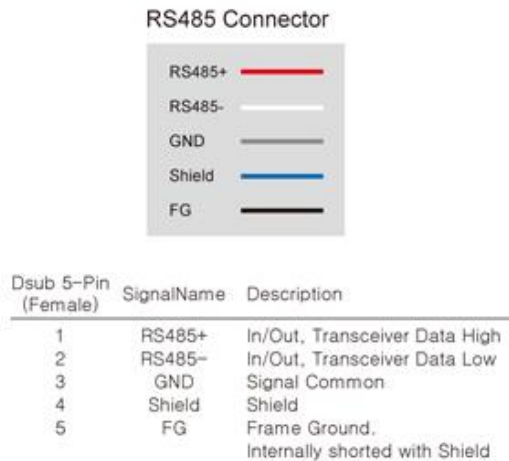 RS485 Connector
RS485+
RS485-
GND
Shield
FG
Dsub 5-Pin (Female) SignalName Description
1 RS485+ In/Out, Transceiver Data High
2 RS485- In/Out, Transceiver Data Low
3 GND Signal Common
4 Shield Shield
5 FG Frame Ground.
Internally shorted with Shield